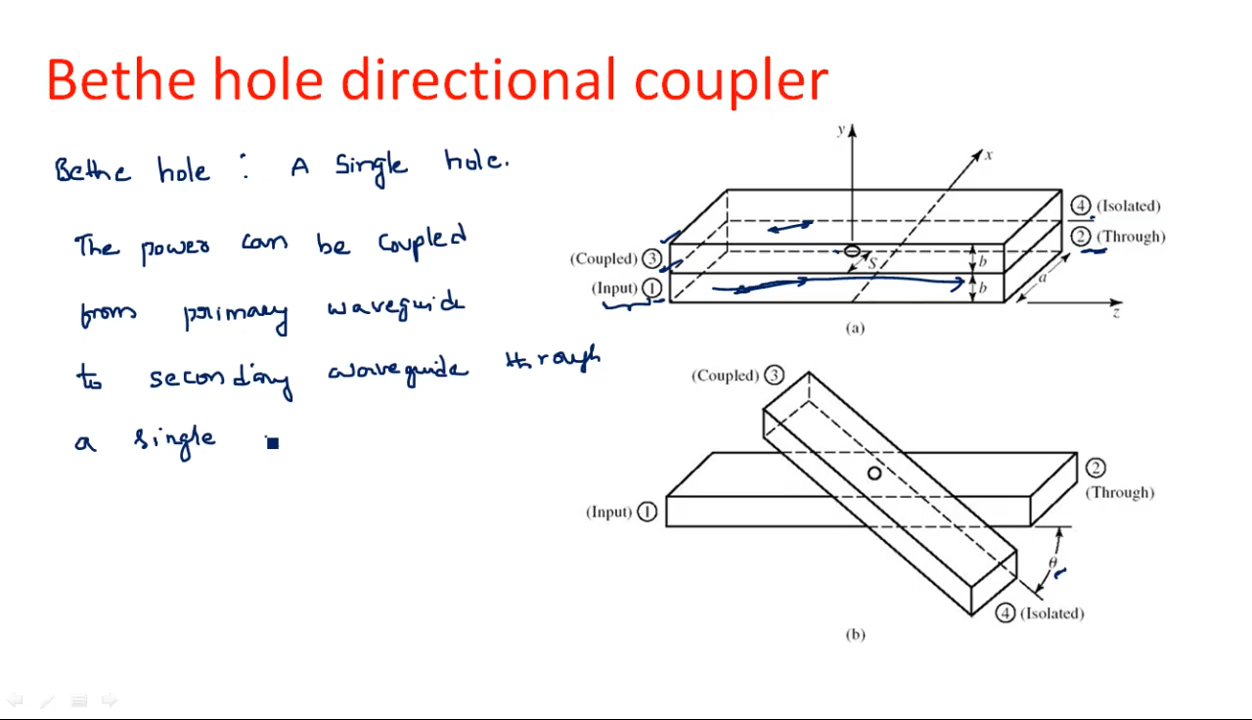 Bethe hole directional coupler
Bethe hole : A single hole.
The power can be coupled
from primary waveguid
to secondary waveguide through
a single
y
x
④ (Isolated)
② (Through)
(Coupled) ③
S
b
(Input) ①
b
a
z
(a)
(Coupled) ③
②
(Through)
(Input) ①
θ
④ (Isolated)
(b)